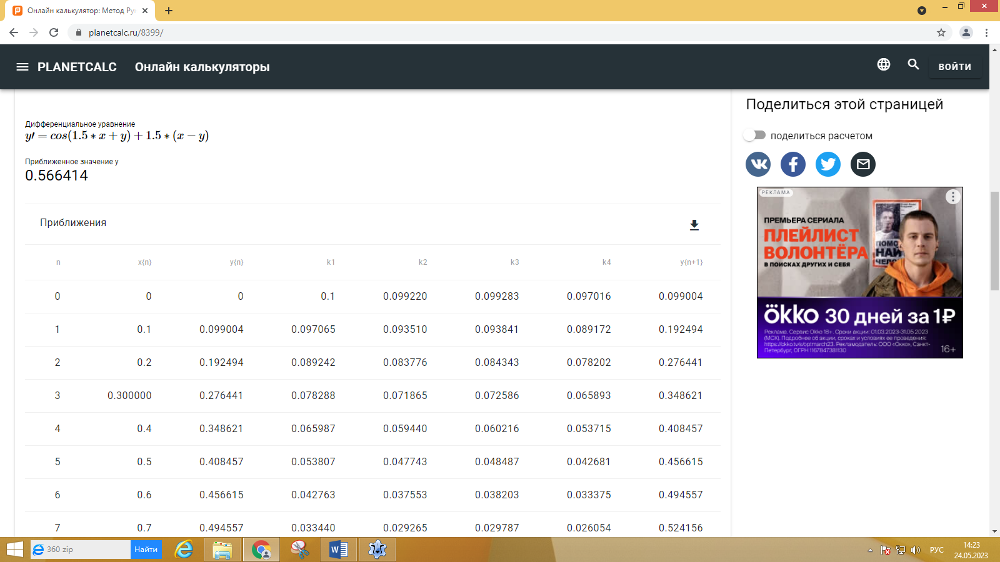 Онлайн калькулятор: Метод Рун
planetcalc.ru/8399/
PLANETCALC Онлайн калькуляторы
ВОЙТИ
Дифференциальное уравнение
y′ = cos(1.5 * x + y) + 1.5 * (x − y)
Приближенное значение y
0.566414
Приближения
n x{n} y{n} k1 k2 k3 k4 y{n+1}
0 0 0 0.1 0.099220 0.099283 0.097016 0.099004
1 0.1 0.099004 0.097065 0.093510 0.093841 0.089172 0.192494
2 0.2 0.192494 0.089242 0.083776 0.084343 0.078202 0.276441
3 0.300000 0.276441 0.078288 0.071865 0.072586 0.065893 0.348621
4 0.4 0.348621 0.065987 0.059440 0.060216 0.053715 0.408457
5 0.5 0.408457 0.053807 0.047743 0.048487 0.042681 0.456615
6 0.6 0.456615 0.042763 0.037553 0.038203 0.033375 0.494557
7 0.7 0.494557 0.033440 0.029265 0.029787 0.026054 0.524156
Поделиться этой страницей
поделиться расчетом
РЕКЛАМА
ПРЕМЬЕРА СЕРИАЛА
ПЛЕЙЛИСТ
ВОЛОНТЁРА
В ПОИСКАХ ДРУГИХ И СЕБЯ
ökko 30 дней за 1₽
Реклама. Сервис Okko 18+. Сроки акции: 01.03.2023-31.05.2023
(МСК). Подробнее об акции, сроках и условиях ее проведения:
https://okko.tv/s/optmarch23. Рекламодатель: ООО «Окко», Санкт-
Петербург, ОГРН 1167847381130
16+
360 zip
Найти
РУС
14:23
24.05.2023